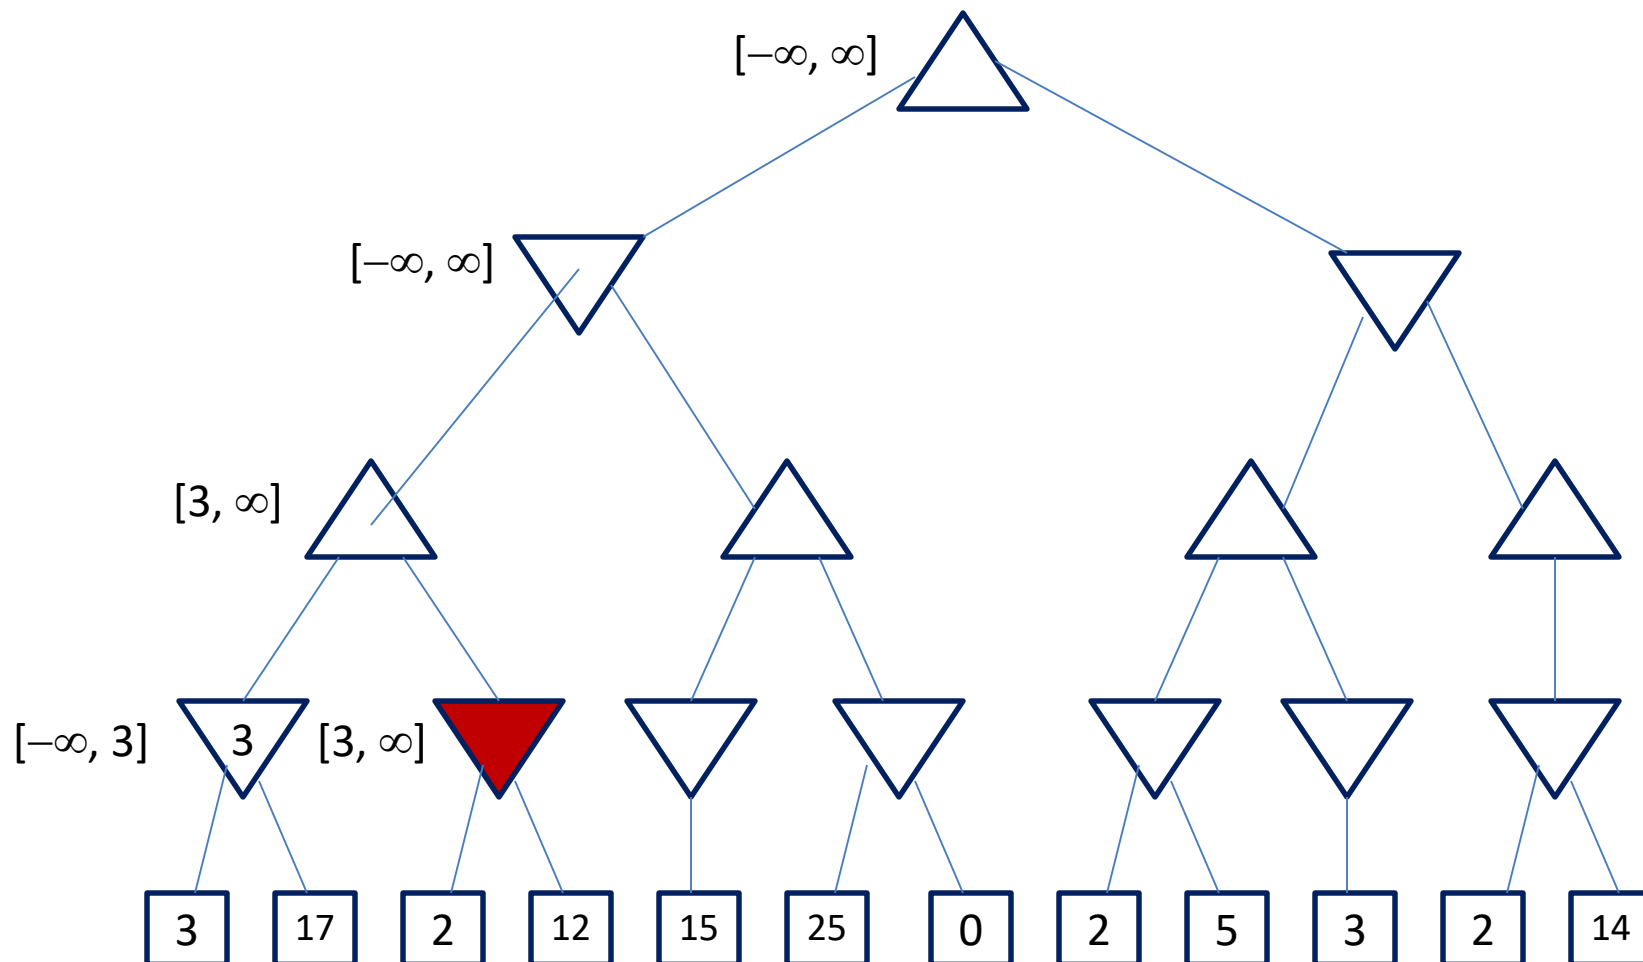 [–∞, ∞]
[–∞, ∞]
[3, ∞]
[–∞, 3] 3 [3, ∞]
3 17 2 12 15 25 0 2 5 3 2 14